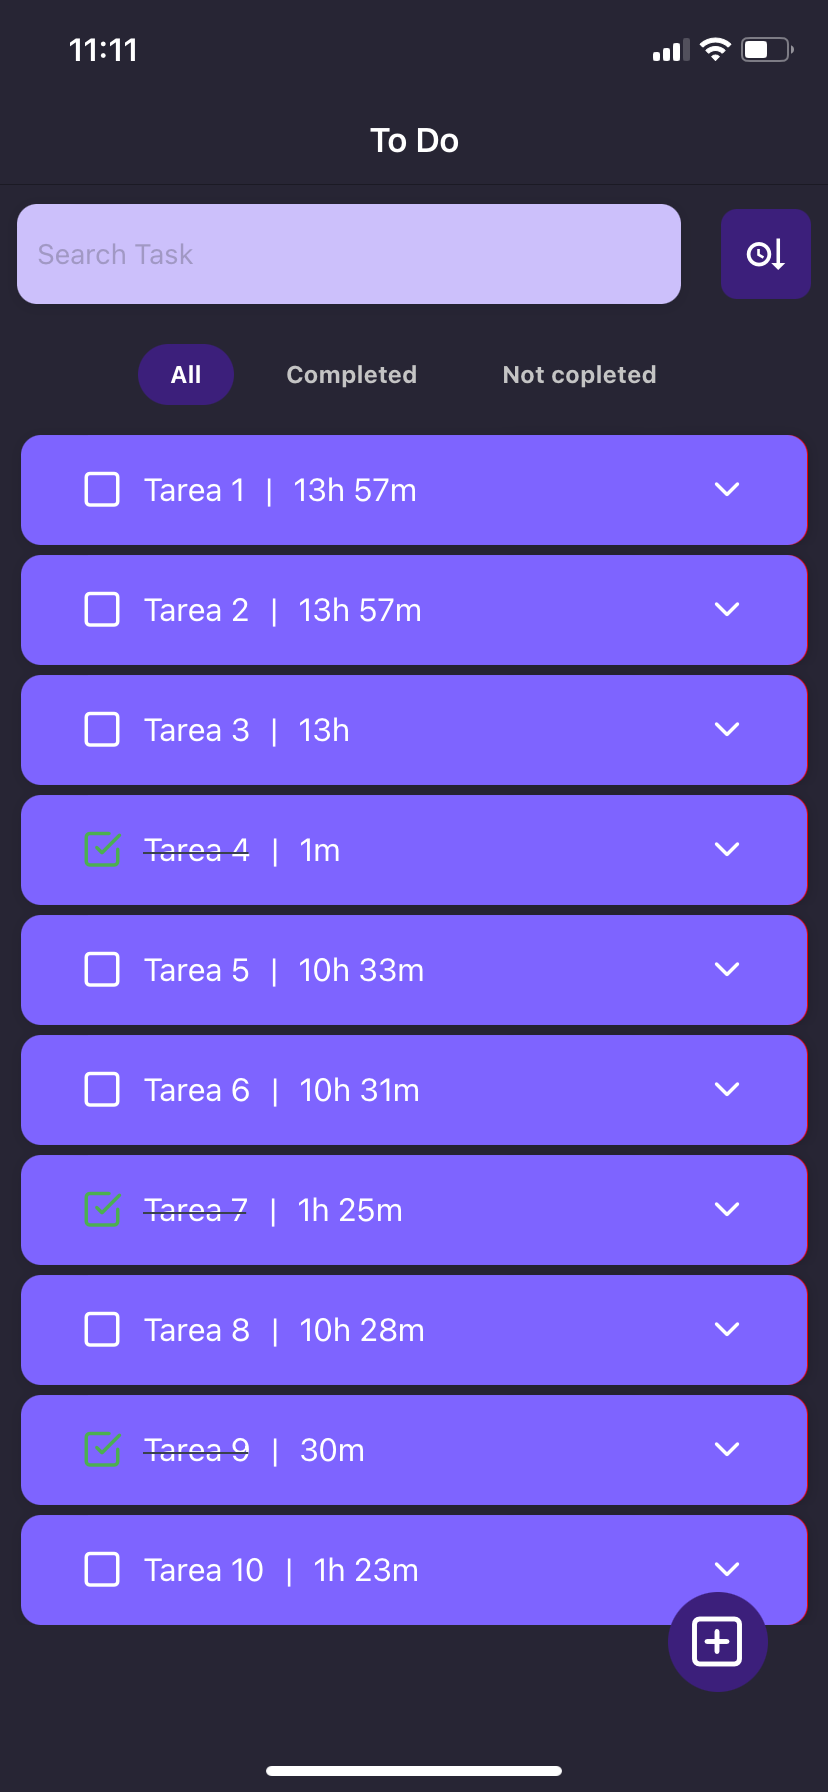 11:11
To Do
Search Task
All Completed Not copleted
Tarea 1 | 13h 57m
Tarea 2 | 13h 57m
Tarea 3 | 13h
Tarea 4 | 1m
Tarea 5 | 10h 33m
Tarea 6 | 10h 31m
Tarea 7 | 1h 25m
Tarea 8 | 10h 28m
Tarea 9 | 30m
Tarea 10 | 1h 23m